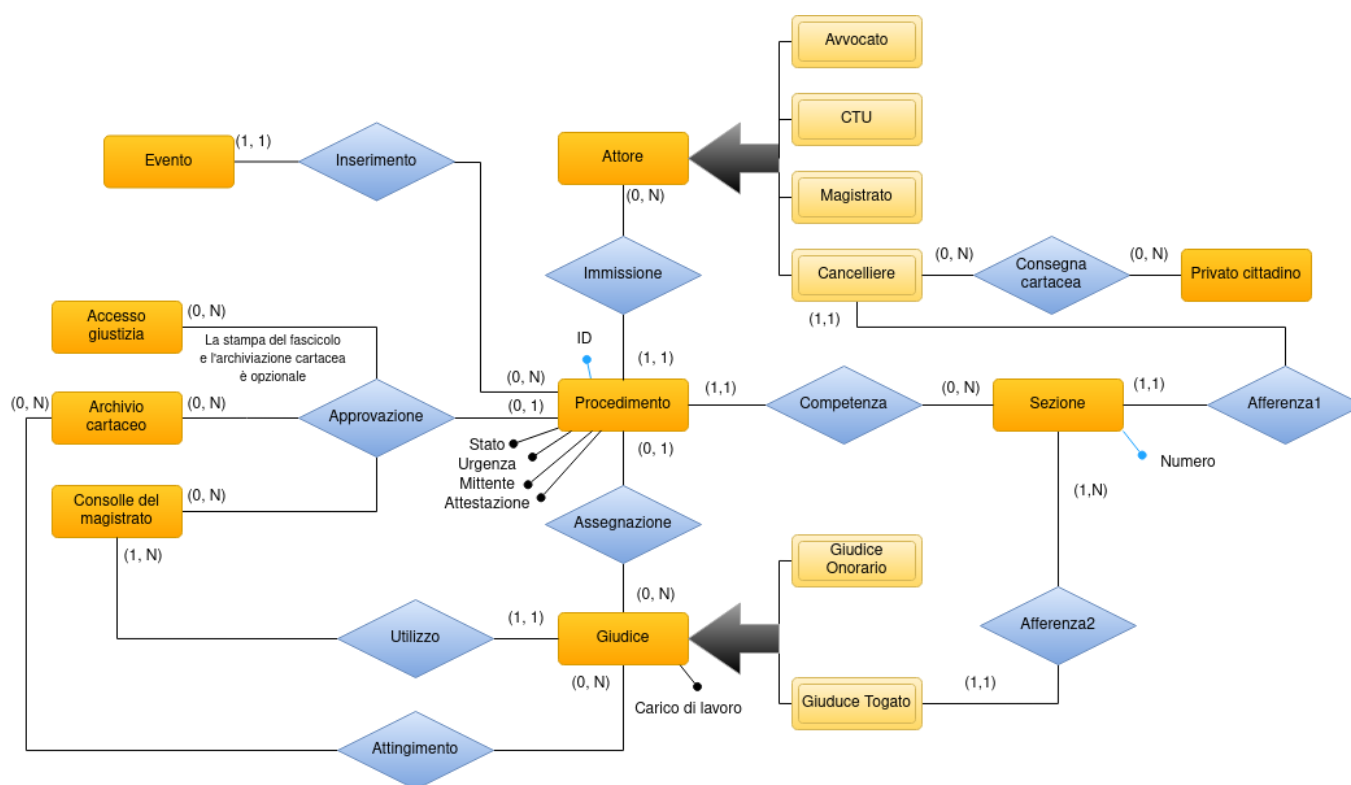 Avvocato
CTU
Magistrato
Cancelliere
Attore
(0, N)
Immissione
(1, 1)
Evento
(1, 1)
Inserimento
(0, N)
(0, N)
Consegna
cartacea
(0, N)
Privato cittadino
(1,1)
Accesso
giustizia
(0, N)
La stampa del fascicolo
e l'archiviazione cartacea
è opzionale
ID
(0, N)
Archivio
cartaceo
(0, N)
Approvazione
(0, 1)
Procedimento
(1,1)
Competenza
(0, N)
Sezione
(1,1)
Afferenza1
Stato
Urgenza
Mittente
Attestazione
(0, 1)
Numero
(1,N)
Consolle del
magistrato
(0, N)
(1, N)
Assegnazione
(0, N)
Utilizzo
(1, 1)
Giudice
(0, N)
Carico di lavoro
Giudice
Onorario
Giuduce Togato
(1,1)
Afferenza2
Attingimento